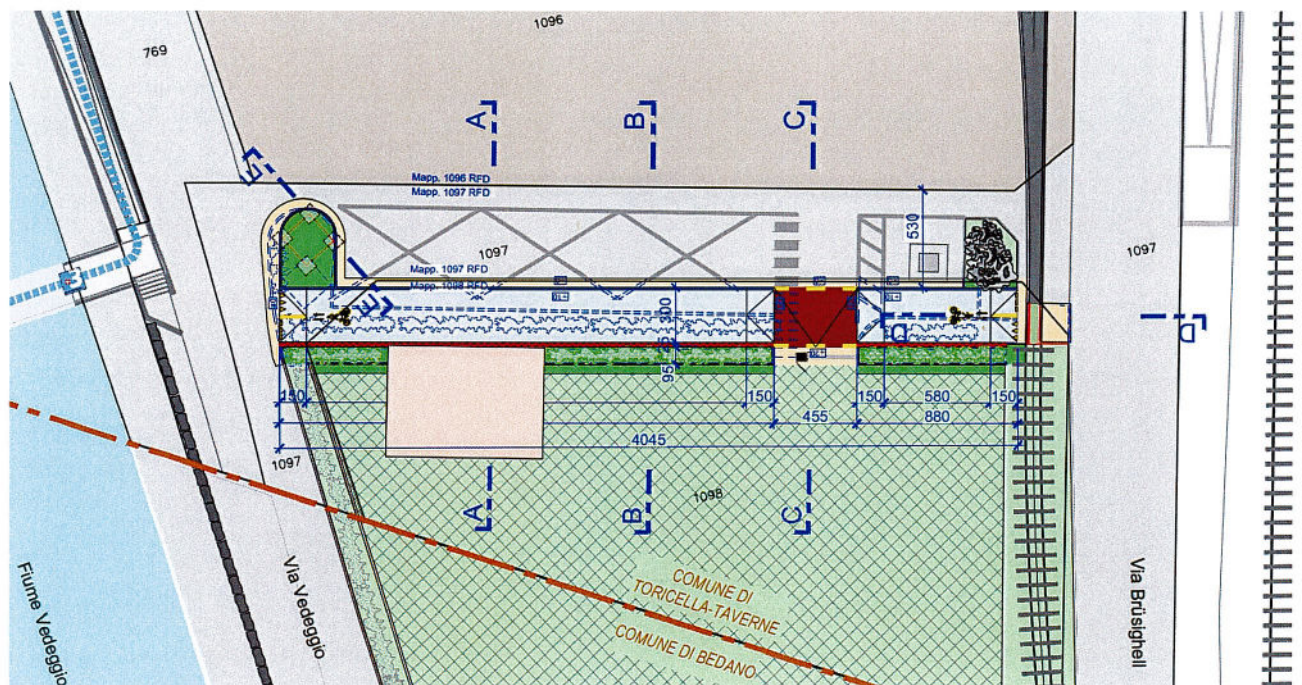 1096
769
A
B
C
E
Mapp. 1096 RFD
Mapp. 1097 RFD
530
1097
1097
Mapp. 1097 RFD
Mapp. 1098 RFD
E
300
D
D
25
95
150
150
150
580
150
455
880
4045
1097
A
B
C
1098
COMUNE DI
TORICELLA-TAVERNE
COMUNE DI BEDANO
Fiume Vedeggio
Via Vedeggio
Via Brüsighell